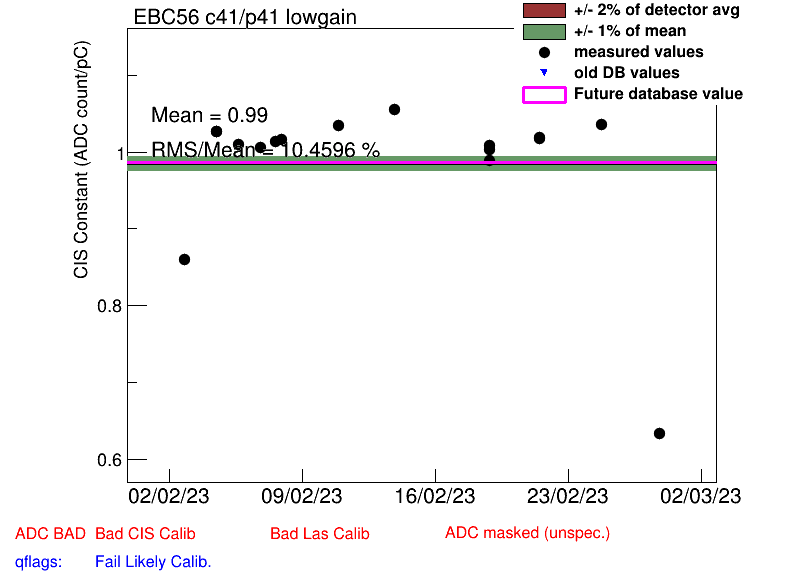 EBC56 c41/p41 lowgain
+/- 2% of detector avg
+/- 1% of mean
measured values
old DB values
Future database value
Mean = 0.99
RMS/Mean = 10.4596 %
CIS Constant (ADC count/pC)
1
0.8
0.6
02/02/23 09/02/23 16/02/23 23/02/23 02/03/23
ADC BAD Bad CIS Calib Bad Las Calib ADC masked (unspec.)
qflags: Fail Likely Calib.